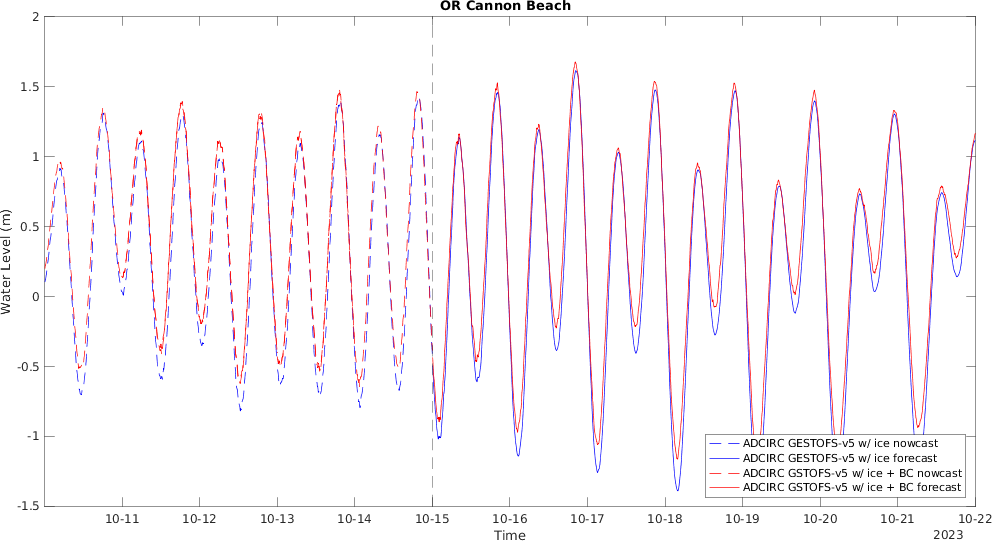 OR Cannon Beach
2
1.5
1
0.5
0
-0.5
-1
-1.5
Water Level (m)
ADCIRC GESTOFS-v5 w/ ice nowcast
ADCIRC GESTOFS-v5 w/ ice forecast
ADCIRC GSTOFS-v5 w/ ice + BC nowcast
ADCIRC GSTOFS-v5 w/ ice + BC forecast
10-11 10-12 10-13 10-14 10-15 10-16 10-17 10-18 10-19 10-20 10-21 10-22
Time
2023